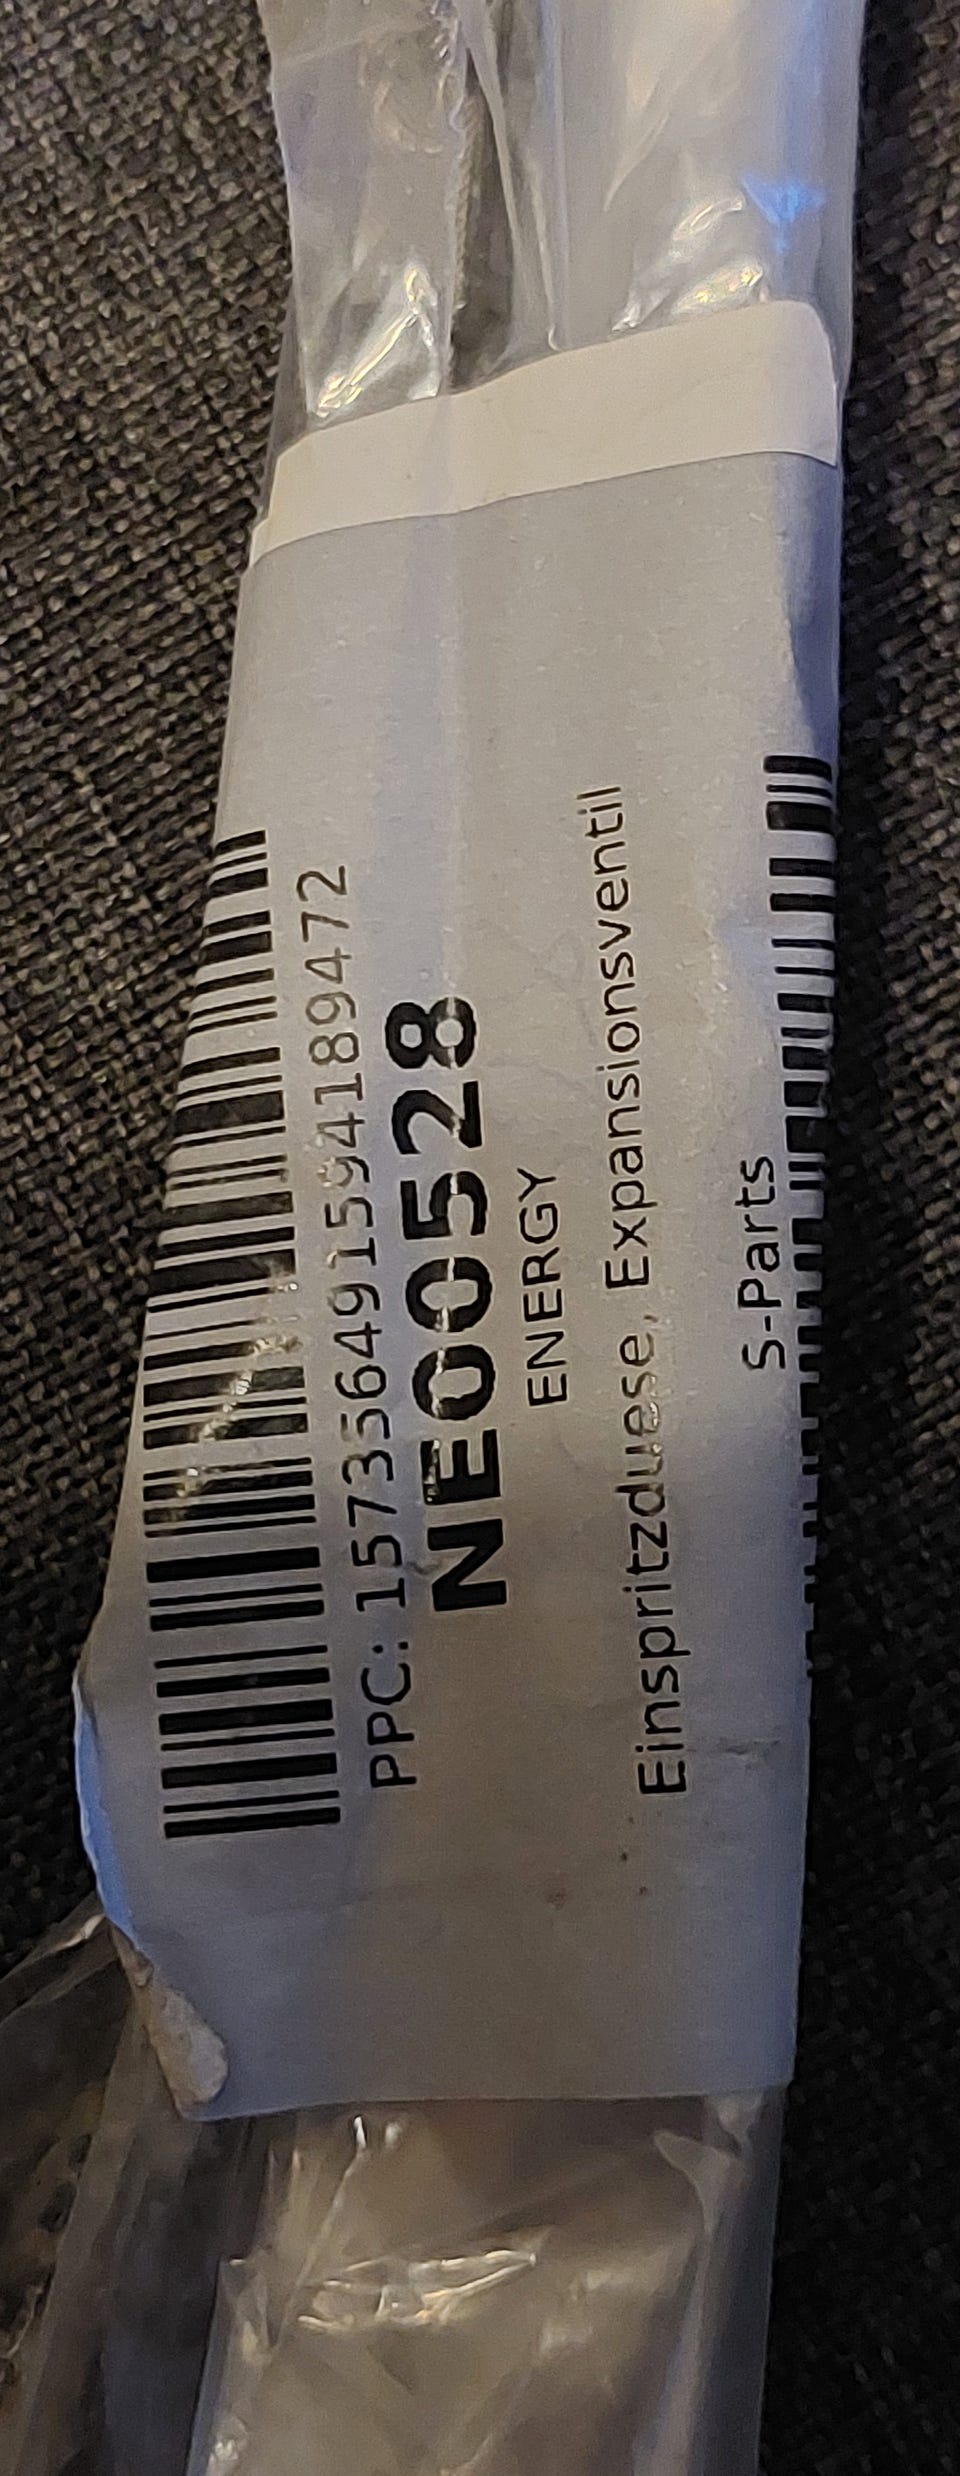 PPC: 157356491594189472
NE00528
ENERGY
Einspritzduese, Expansionsventil
S-Parts